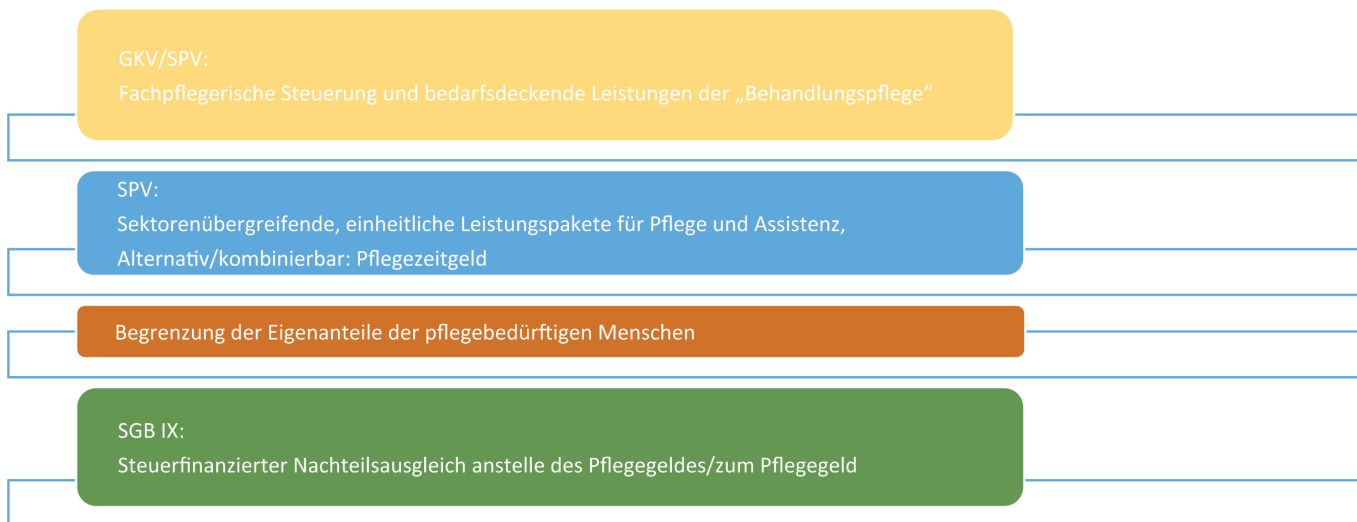 GKV/SPV:
Fachpflegerische Steuerung und bedarfsdeckende Leistungen der „Behandlungspflege“
SPV:
Sektorenübergreifende, einheitliche Leistungspakete für Pflege und Assistenz,
Alternativ/kombinierbar: Pflegezeitgeld
Begrenzung der Eigenanteile der pflegebedürftigen Menschen
SGB IX:
Steuerfinanzierter Nachteilsausgleich anstelle des Pflegegeldes/zum Pflegegeld